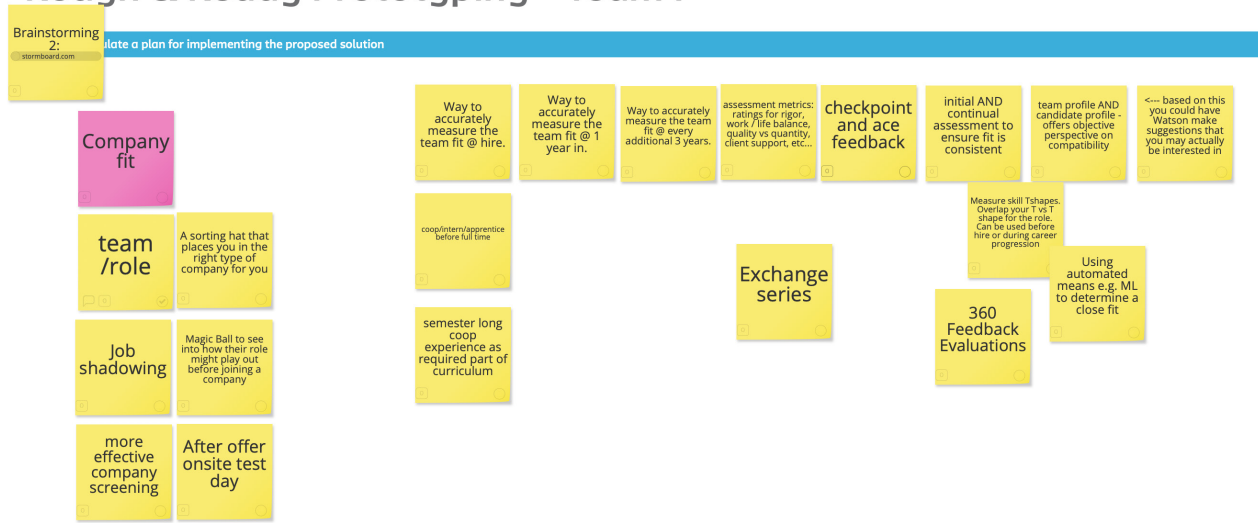 Brainstorming
2:
stormboard.com
ulate a plan for implementing the proposed solution
Company
fit
team
/role
A sorting hat that
places you in the
right type of
company for you
Job
shadowing
Magic Ball to see
into how their role
might play out
before joining a
company
more
effective
company
screening
After offer
onsite test
day
Way to
accurately
measure the
team fit @ hire.
Way to
accurately
measure the
team fit @ 1
year in.
Way to accurately
measure the team
fit @ every
additional 3 years.
assessment metrics:
ratings for rigor,
work / life balance,
quality vs quantity,
client support, etc...
checkpoint
and ace
feedback
initial AND
continual
assessment to
ensure fit is
consistent
team profile AND
candidate profile -
offers objective
perspective on
compatibility
<--- based on this
you could have
Watson make
suggestions that
you may actually
be interested in
coop/intern/apprentice
before full time
semester long
coop
experience as
required part of
curriculum
Exchange
series
Measure skill Tshapes.
Overlap your T vs T
shape for the role.
Can be used before
hire or during career
progression
Using
automated
means e.g. ML
to determine a
close fit
360
Feedback
Evaluations